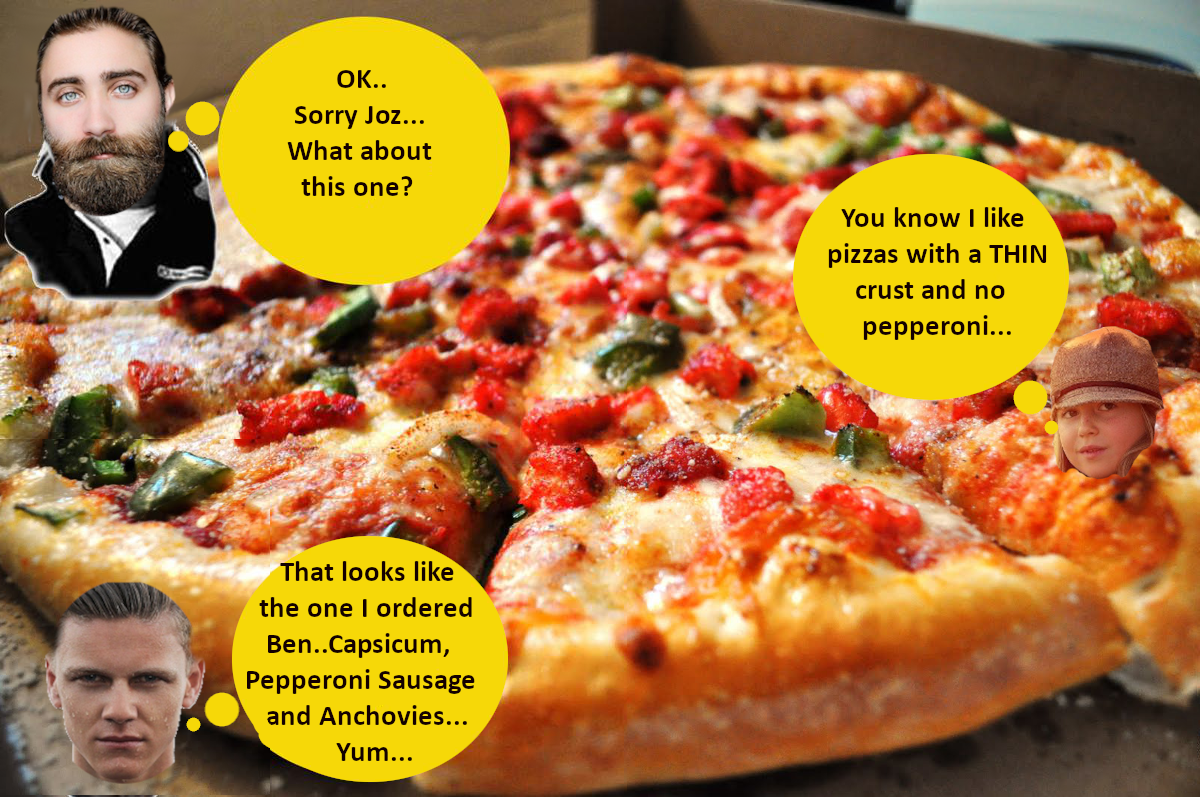 OK..
Sorry Joz...
What about
this one?
You know I like
pizzas with a THIN
crust and no
pepperoni...
That looks like
the one I ordered
Ben..Capsicum,
Pepperoni Sausage
and Anchovies...
Yum...